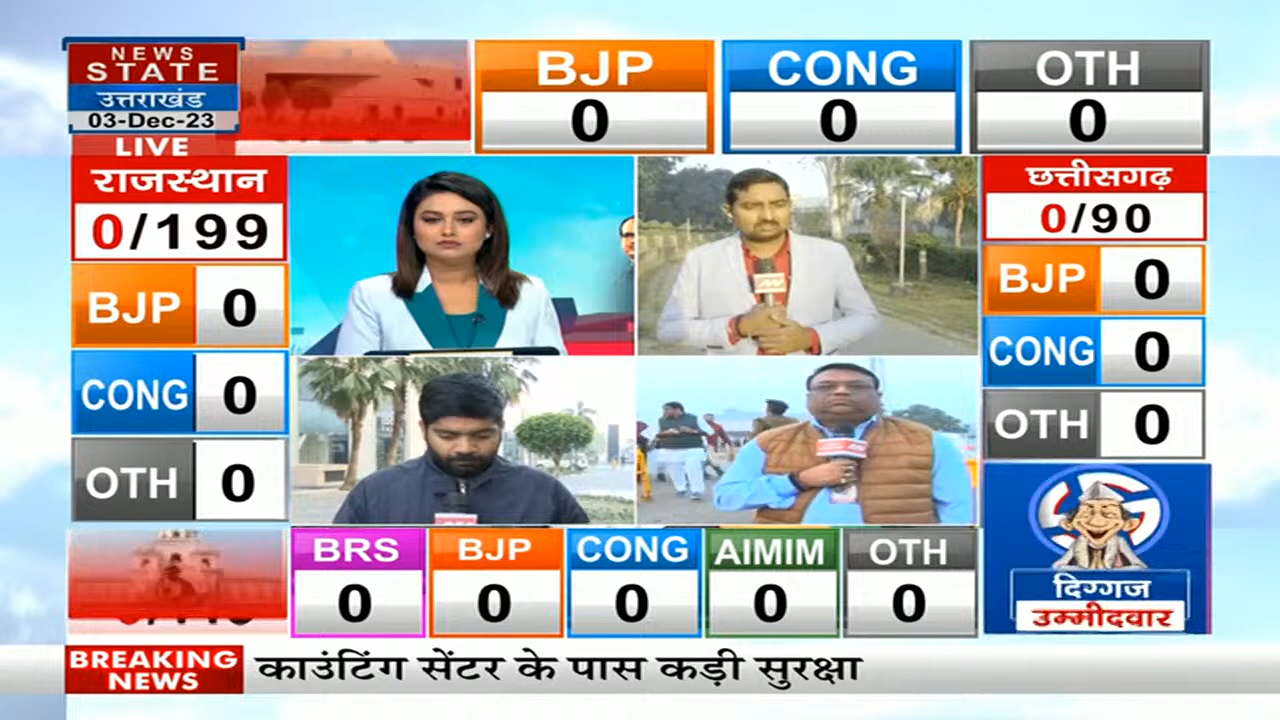 NEWS
STATE
उत्तराखंड
03-Dec-23
LIVE
BJP
0
CONG
0
OTH
0
राजस्थान
0/199
BJP 0
CONG 0
OTH 0
छत्तीसगढ़
0/90
BJP 0
CONG 0
OTH 0
BRS
0
BJP
0
CONG
0
AIMIM
0
OTH
0
दिग्गज
उम्मीदवार
BREAKING
NEWS
काउंटिंग सेंटर के पास कड़ी सुरक्षा